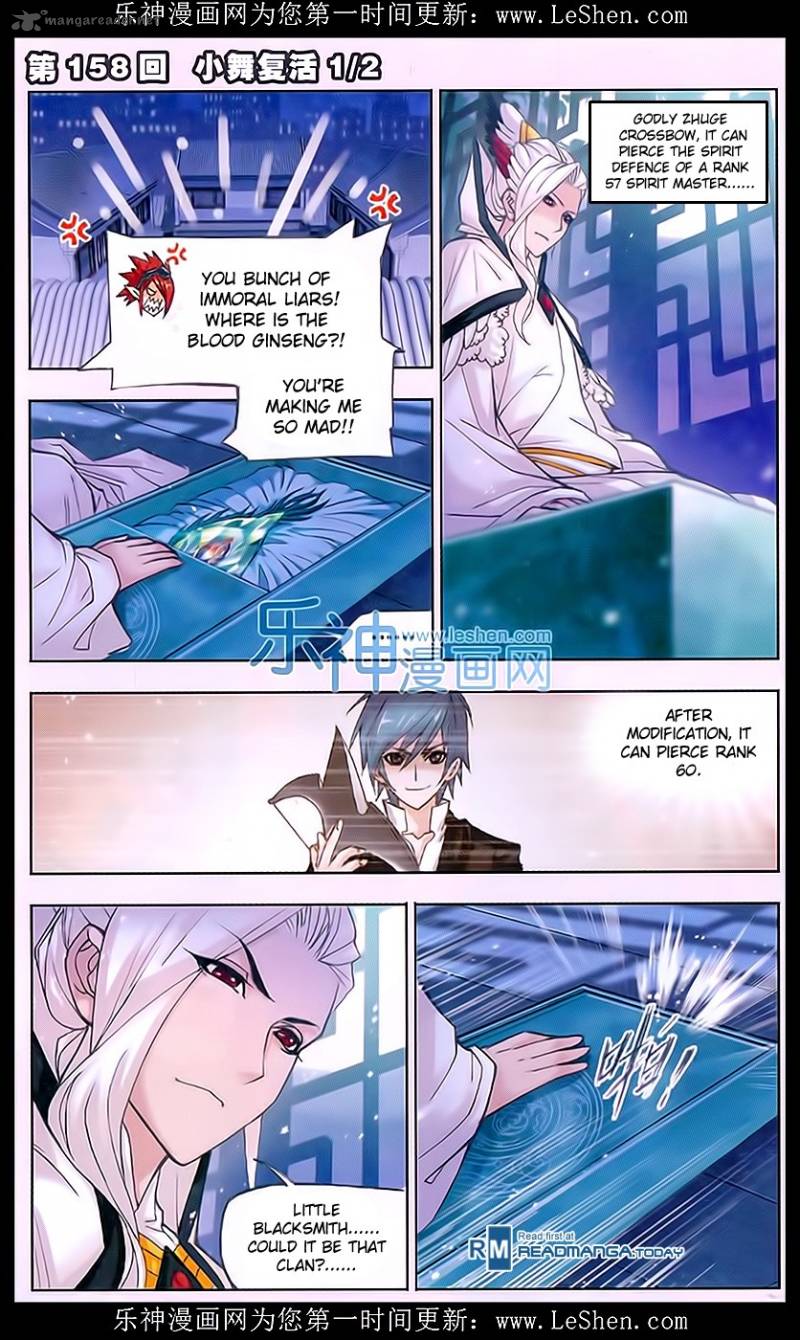 乐神漫画网为您第一时间更新：www.LeShen.com
mangareader.net
第158回 小舞复活1/2
GODLY ZHUGE
CROSSBOW, IT CAN
PIERCE THE SPIRIT
DEFENCE OF A RANK
57 SPIRIT MASTER......
YOU BUNCH OF
IMMORAL LIARS!
WHERE IS THE
BLOOD GINSENG?!
YOU'RE
MAKING ME
SO MAD!!
......
www.leshen.com
乐神漫画网
AFTER
MODIFICATION, IT
CAN PIERCE RANK
60.
LITTLE
BLACKSMITH......
COULD IT BE THAT
CLAN?......
RM
Read first at
READMANGA.TODAY
乐神漫画网为您第一时间更新：www.LeShen.com